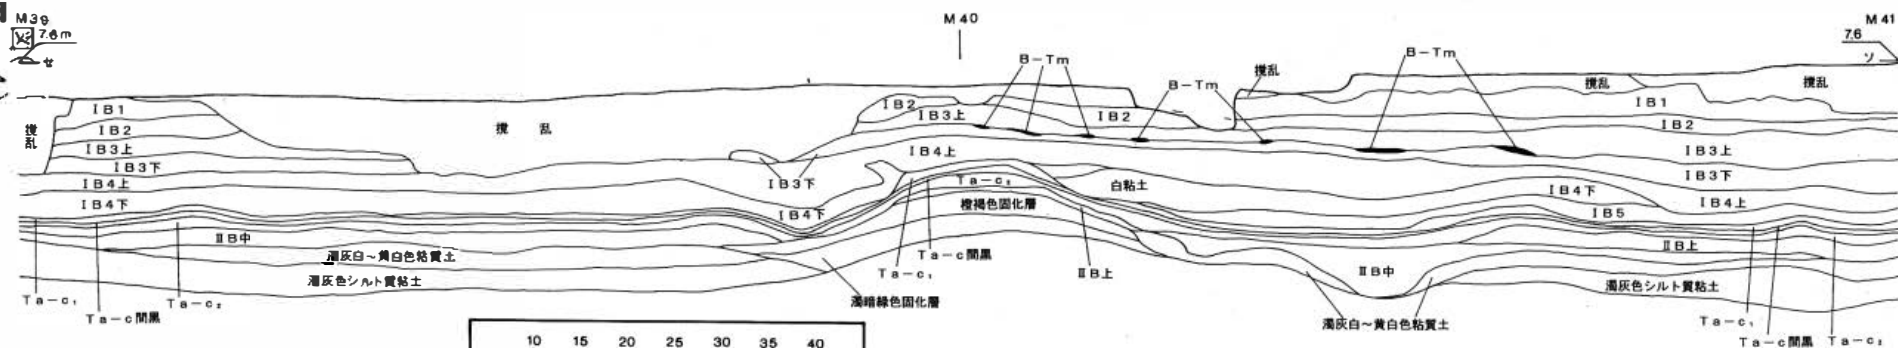 M39
7.6m
セ
M40
M41
7.6
ソ
B-Tm
B-Tm
B-Tm
攪乱
攪乱
攪乱
攪乱
攪乱
ⅠB1
ⅠB2
ⅠB3上
ⅠB3下
ⅠB4上
ⅠB4下
ⅠB2
ⅠB3上
ⅠB2
ⅠB4上
ⅠB3下
ⅠB4下
ⅠB1
ⅠB2
ⅠB3上
ⅠB3下
ⅠB4下
ⅠB4上
ⅠB5
Ta-c₂
白粘土
橙褐色固化層
ⅡB中
濁灰白~黄白色粘質土
濁灰色シルト質粘土
Ta-c₁
Ta-c間黒
Ta-c₂
Ta-c間黒
Ta-c₁
濁暗緑色固化層
ⅡB上
ⅡB中
ⅡB上
濁灰色シルト質粘土
濁灰白~黄白色粘質土
Ta-c₁
Ta-c間黒
Ta-c₂
10 15 20 25 30 35 40